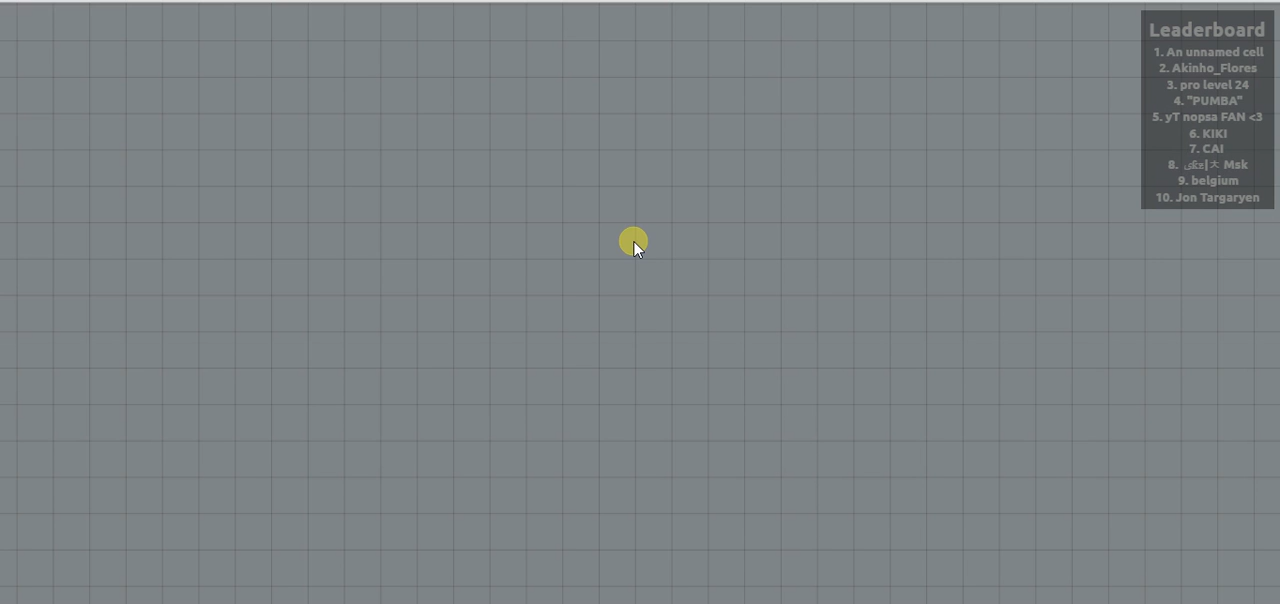 Leaderboard
1. An unnamed cell
2. Akinho_Flores
3. pro level 24
4. "PUMBA"
5. yT nopsa FAN <3
6. KIKI
7. CAI
8. |大 Msk
9. belgium
10. Jon Targaryen